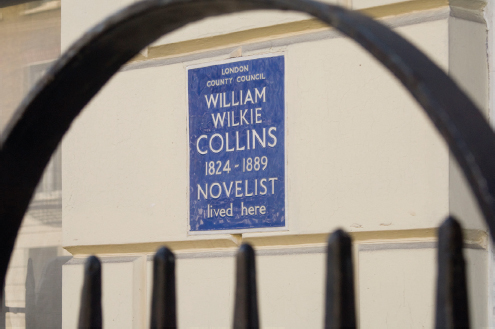 LONDON
COUNTY COUNCIL
WILLIAM
WILKIE
COLLINS
1824-1889
NOVELIST
lived here